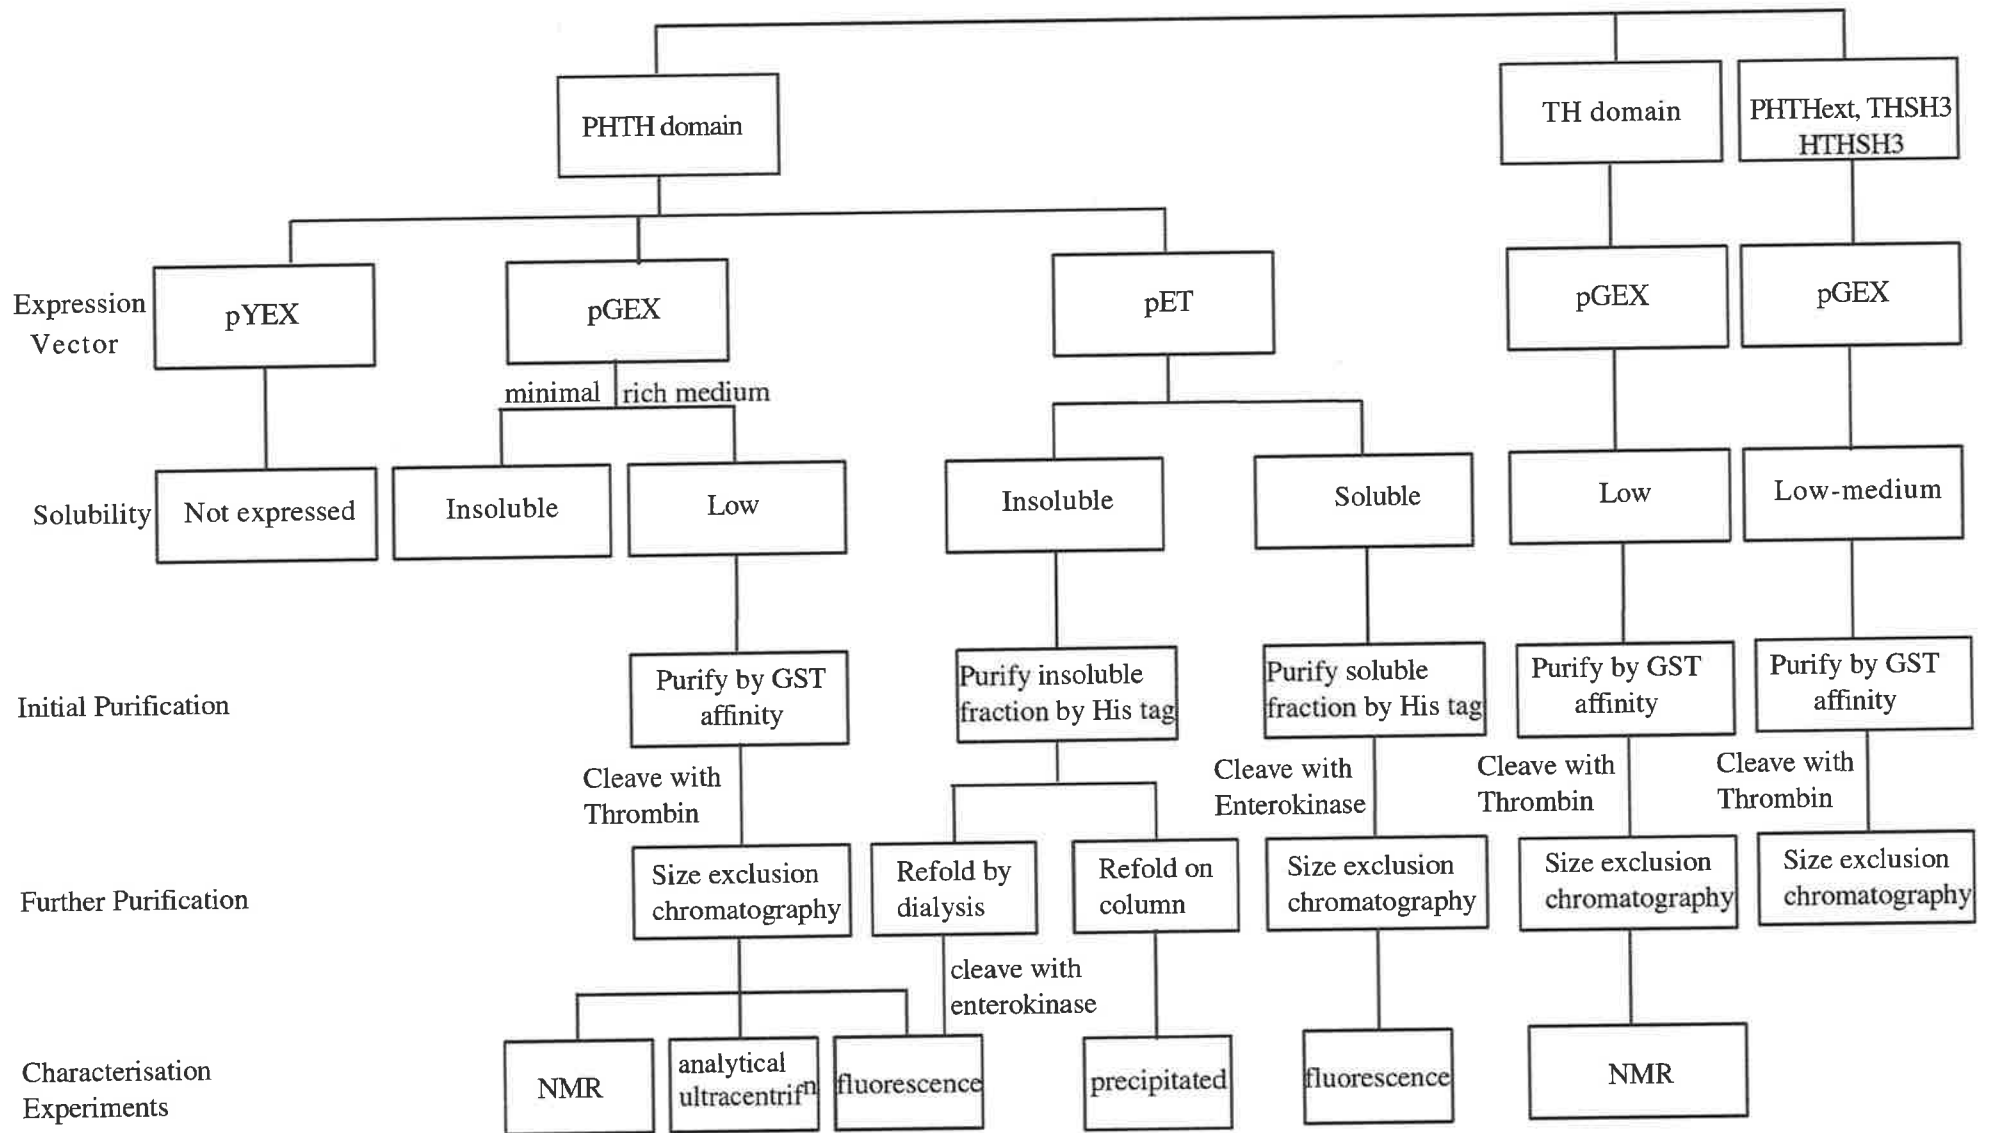 PHTH domain
TH domain
PHTHext, THSH3
HTHSH3
Expression
Vector
pYEX
pGEX
pET
pGEX
pGEX
minimal
rich medium
Solubility
Not expressed
Insoluble
Low
Insoluble
Soluble
Low
Low-medium
Initial Purification
Purify by GST
affinity
Purify insoluble
fraction by His tag
Purify soluble
fraction by His tag
Purify by GST
affinity
Purify by GST
affinity
Cleave with
Thrombin
Cleave with
Enterokinase
Cleave with
Thrombin
Cleave with
Thrombin
Further Purification
Size exclusion
chromatography
Refold by
dialysis
Refold on
column
Size exclusion
chromatography
Size exclusion
chromatography
Size exclusion
chromatography
cleave with
enterokinase
Characterisation
Experiments
NMR
analytical
ultracentrifⁿ
fluorescence
precipitated
fluorescence
NMR